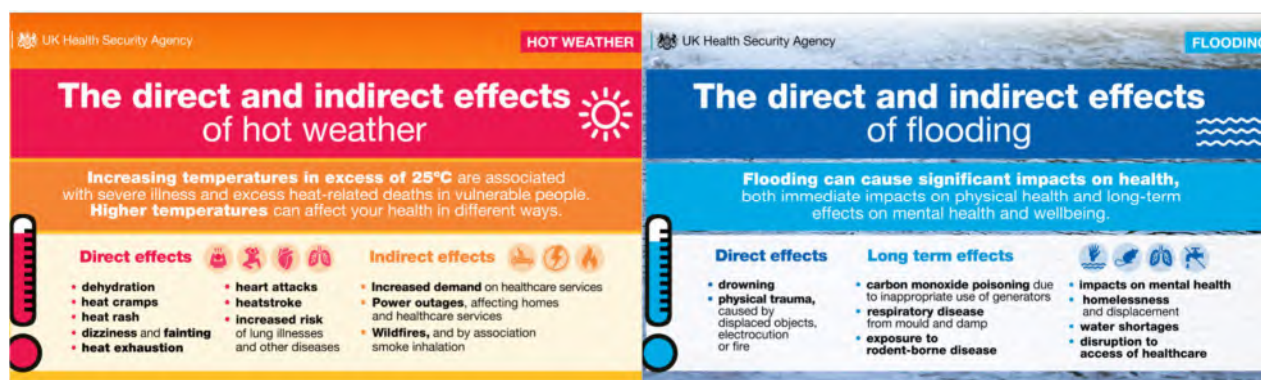 UK Health Security Agency
HOT WEATHER
The direct and indirect effects
of hot weather
Increasing temperatures in excess of 25°C are associated
with severe illness and excess heat-related deaths in vulnerable people.
Higher temperatures can affect your health in different ways.
Direct effects
• dehydration
• heat cramps
• heat rash
• dizziness and fainting
• heat exhaustion
• heart attacks
• heatstroke
• increased risk
of lung illnesses
and other diseases
Indirect effects
• Increased demand on healthcare services
• Power outages, affecting homes
and healthcare services
• Wildfires, and by association
smoke inhalation
UK Health Security Agency
FLOODING
The direct and indirect effects
of flooding
Flooding can cause significant impacts on health,
both immediate impacts on physical health and long-term
effects on mental health and wellbeing.
Direct effects
• drowning
• physical trauma,
caused by
displaced objects,
electrocution
or fire
Long term effects
• carbon monoxide poisoning due
to inappropriate use of generators
• respiratory disease
from mould and damp
• exposure to
rodent-borne disease
• impacts on mental health
• homelessness
and displacement
• water shortages
• disruption to
access of healthcare